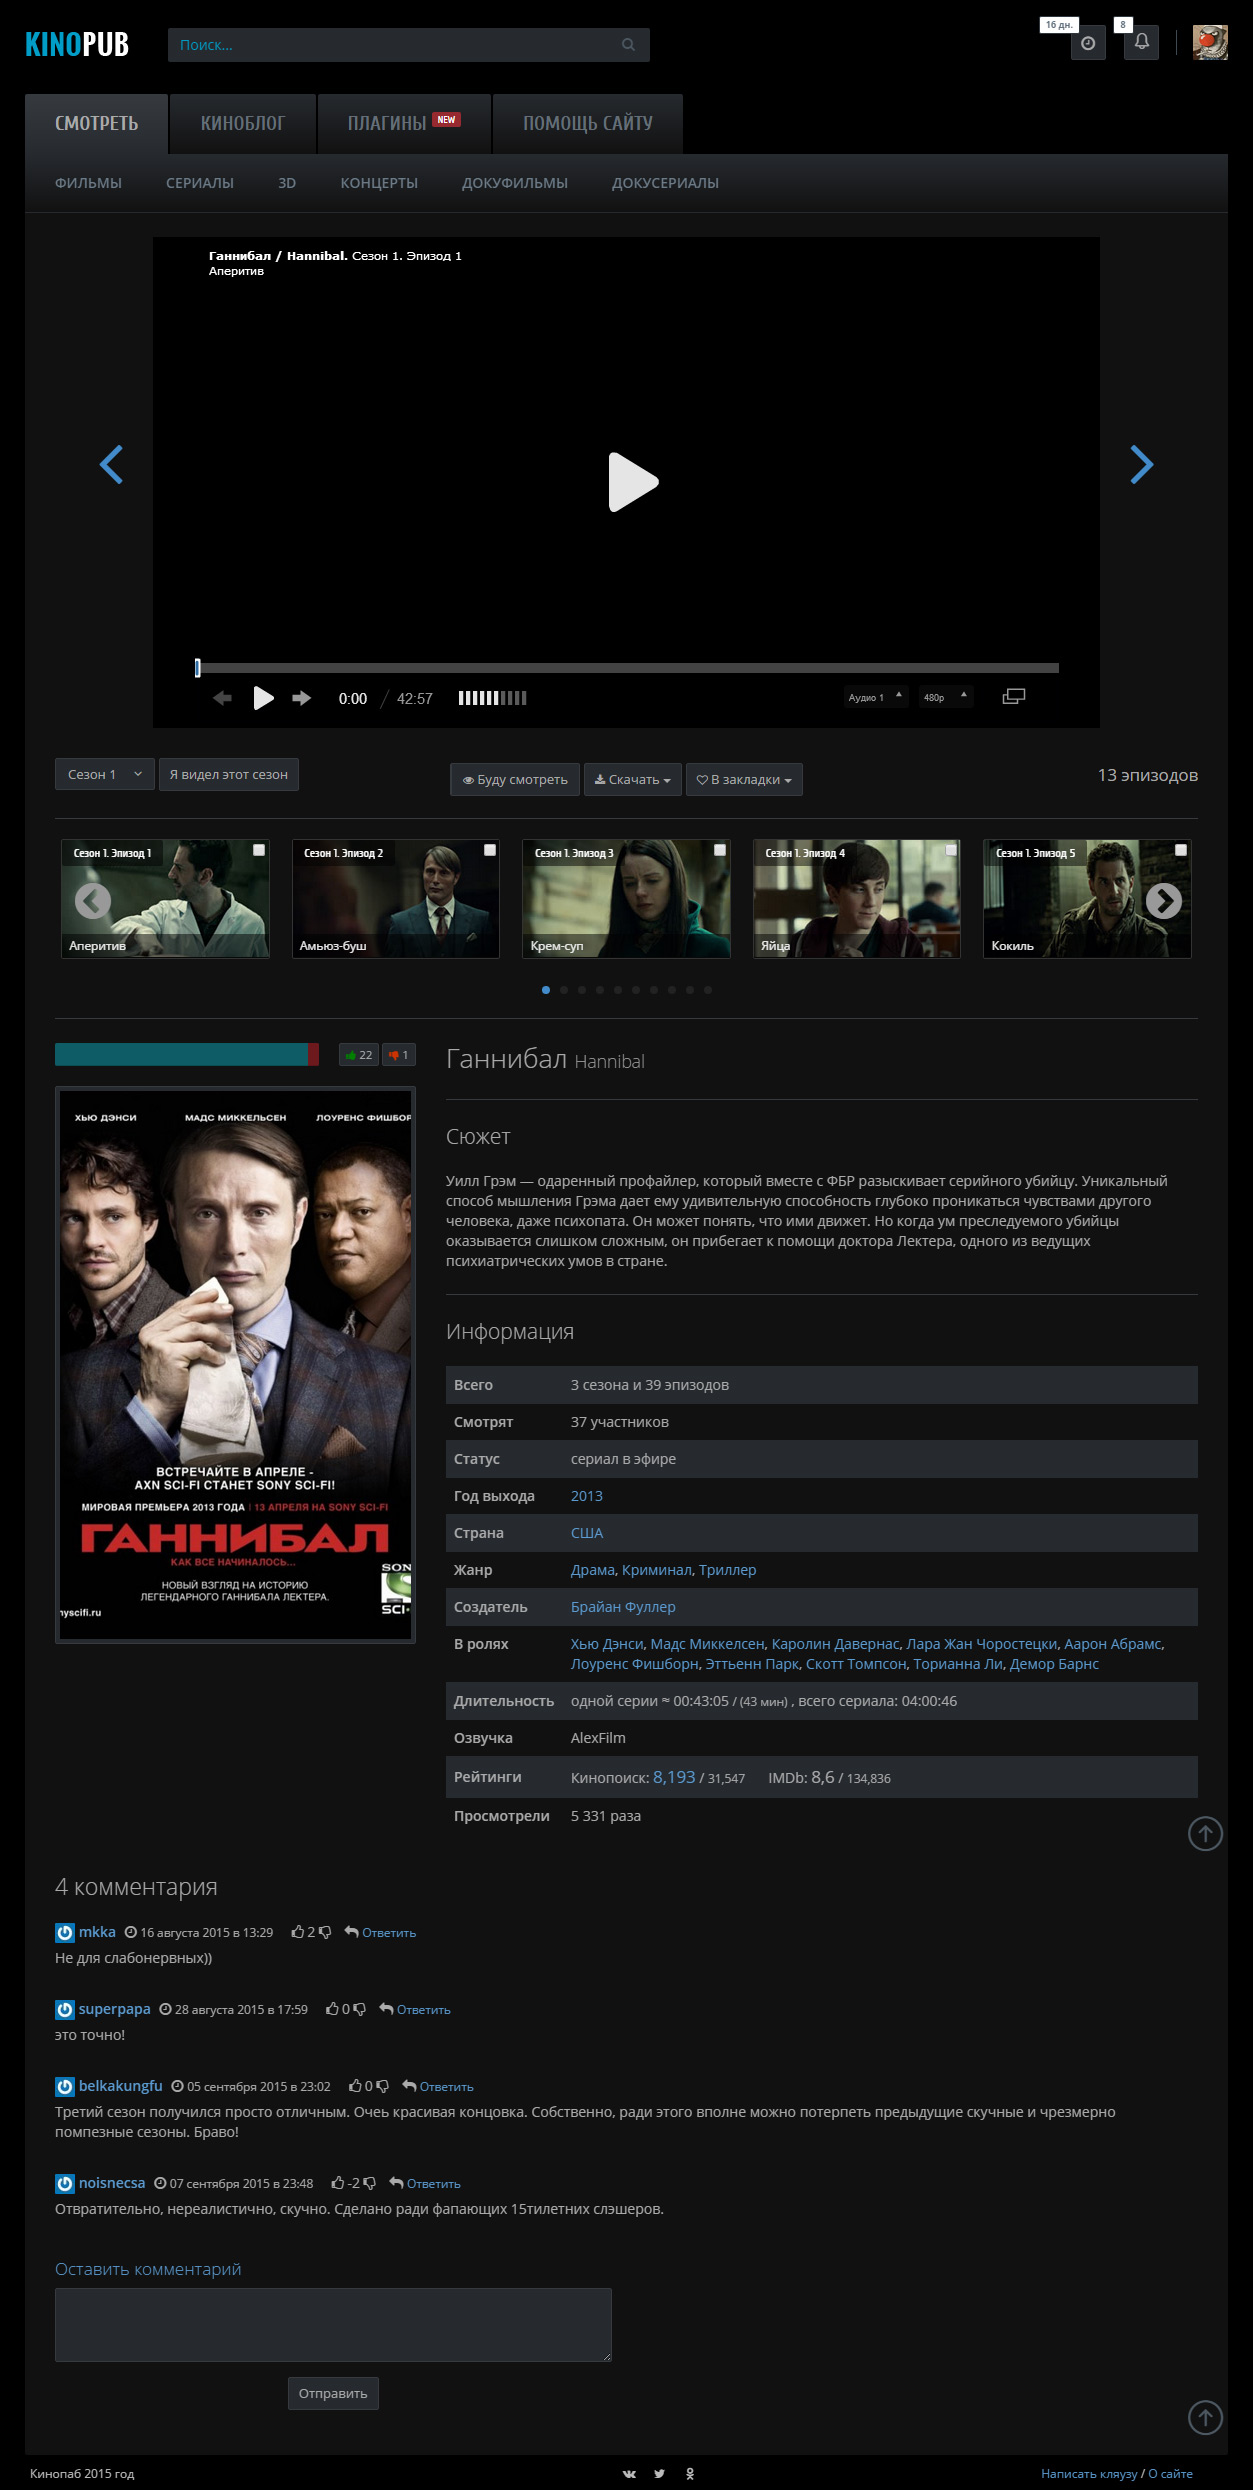 KINOPUB
Поиск...
16 дн.
8
СМОТРЕТЬ
КИНОБЛОГ
ПЛАГИНЫ NEW
ПОМОЩЬ САЙТУ
ФИЛЬМЫ
СЕРИАЛЫ
3D
КОНЦЕРТЫ
ДОКУФИЛЬМЫ
ДОКУСЕРИАЛЫ
Ганнибал / Hannibal. Сезон 1. Эпизод 1
Аперитив
0:00 / 42:57
Аудио 1
480p
Сезон 1
Я видел этот сезон
Буду смотреть
Скачать
В закладки
13 эпизодов
Сезон 1. Эпизод 1
Аперитив
Сезон 1. Эпизод 2
Амьюз-буш
Сезон 1. Эпизод 3
Крем-суп
Сезон 1. Эпизод 4
Яйца
Сезон 1. Эпизод 5
Кокиль
22
1
ХЬЮ ДЭНСИ
МАДС МИККЕЛЬСЕН
ЛОУРЕНС ФИШБОР
ВСТРЕЧАЙТЕ В АПРЕЛЕ -
AXN SCI-FI СТАНЕТ SONY SCI-FI!
МИРОВАЯ ПРЕМЬЕРА 2013 ГОДА | 13 АПРЕЛЯ НА SONY SCI-FI
ГАННИБАЛ
КАК ВСЕ НАЧИНАЛОСЬ...
НОВЫЙ ВЗГЛЯД НА ИСТОРИЮ
ЛЕГЕНДАРНОГО ГАННИБАЛА ЛЕКТЕРА.
SON
SCI-
nyscifi.ru
Ганнибал Hannibal
Сюжет
Уилл Грэм — одаренный профайлер, который вместе с ФБР разыскивает серийного убийцу. Уникальный
способ мышления Грэма дает ему удивительную способность глубоко проникаться чувствами другого
человека, даже психопата. Он может понять, что ими движет. Но когда ум преследуемого убийцы
оказывается слишком сложным, он прибегает к помощи доктора Лектера, одного из ведущих
психиатрических умов в стране.
Информация
Всего 3 сезона и 39 эпизодов
Смотрят 37 участников
Статус сериал в эфире
Год выхода 2013
Страна США
Жанр Драма, Криминал, Триллер
Создатель Брайан Фуллер
В ролях Хью Дэнси, Мадс Миккелсен, Каролин Давернас, Лара Жан Чоростецки, Аарон Абрамс,
Лоуренс Фишборн, Эттьенн Парк, Скотт Томпсон, Торианна Ли, Демор Барнс
Длительность одной серии ≈ 00:43:05 / (43 мин) , всего сериала: 04:00:46
Озвучка AlexFilm
Рейтинги Кинопоиск: 8,193 / 31,547 IMDb: 8,6 / 134,836
Просмотрели 5 331 раза
4 комментария
mkka 16 августа 2015 в 13:29 2 Ответить
Не для слабонервных))
superpapa 28 августа 2015 в 17:59 0 Ответить
это точно!
belkakungfu 05 сентября 2015 в 23:02 0 Ответить
Третий сезон получился просто отличным. Очеь красивая концовка. Собственно, ради этого вполне можно потерпеть предыдущие скучные и чрезмерно
помпезные сезоны. Браво!
noisnecsa 07 сентября 2015 в 23:48 -2 Ответить
Отвратительно, нереалистично, скучно. Сделано ради фапающих 15тилетних слэшеров.
Оставить комментарий
Отправить
Кинопаб 2015 год
Написать кляузу / О сайте